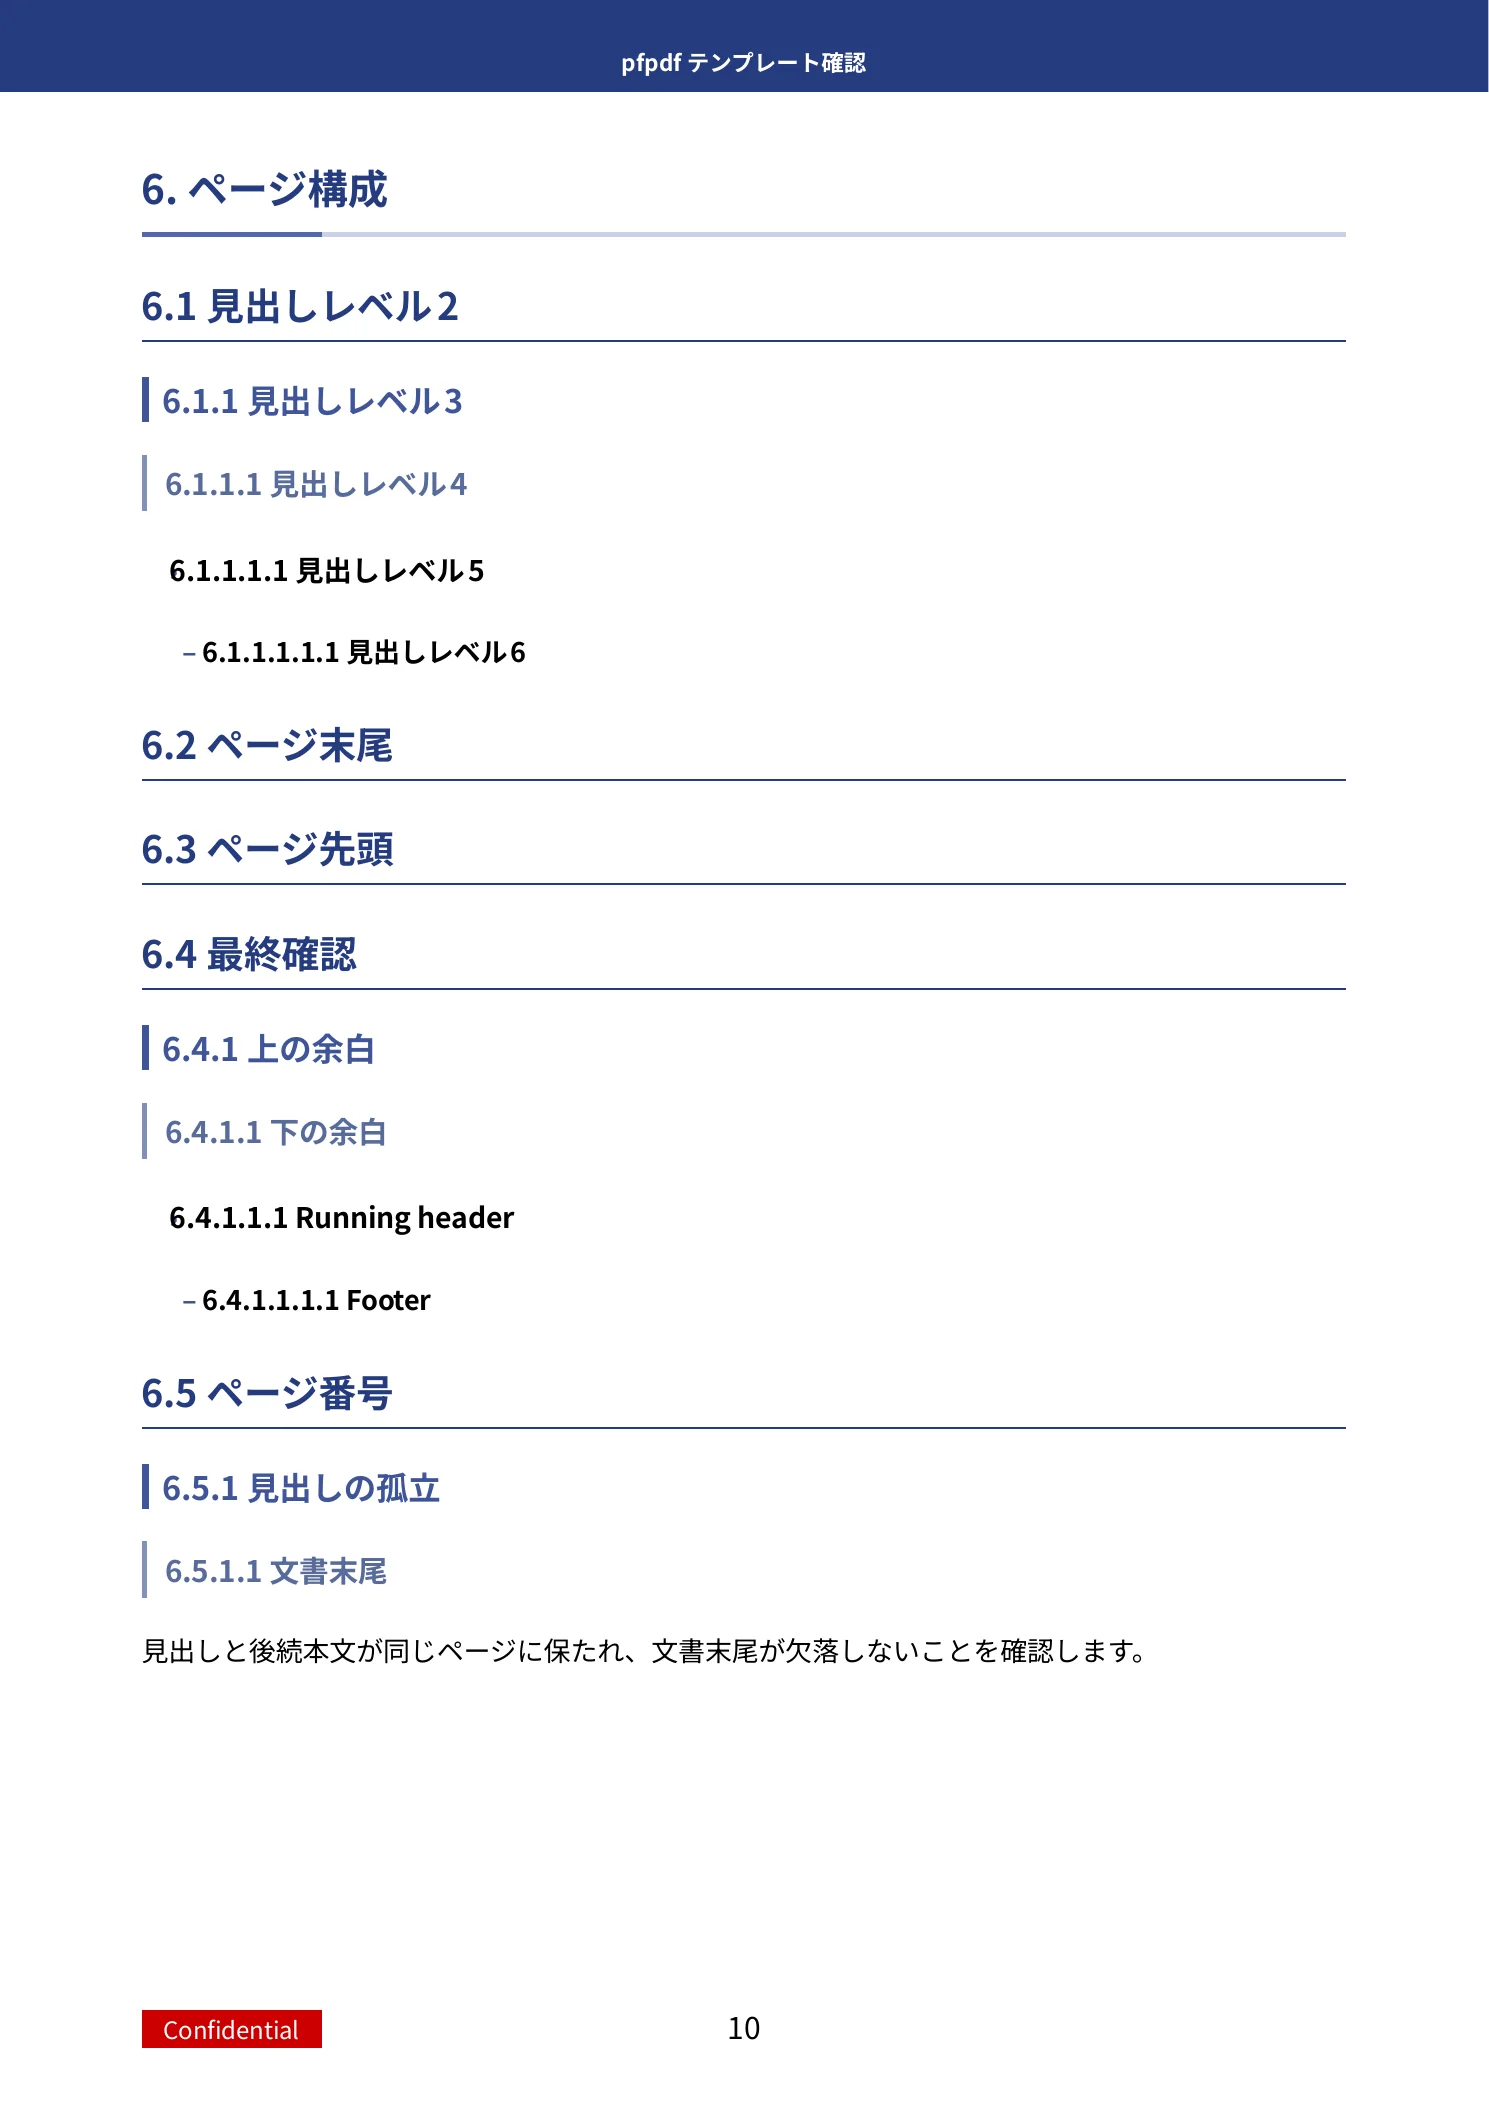 pfpdf テンプレート確認
6. ページ構成
6.1 見出しレベル2
6.1.1 見出しレベル3
6.1.1.1 見出しレベル4
6.1.1.1.1 見出しレベル5
– 6.1.1.1.1.1 見出しレベル6
6.2 ページ末尾
6.3 ページ先頭
6.4 最終確認
6.4.1 上の余白
6.4.1.1 下の余白
6.4.1.1.1 Running header
– 6.4.1.1.1.1 Footer
6.5 ページ番号
6.5.1 見出しの孤立
6.5.1.1 文書末尾
見出しと後続本文が同じページに保たれ、文書末尾が欠落しないことを確認します。
Confidential
10